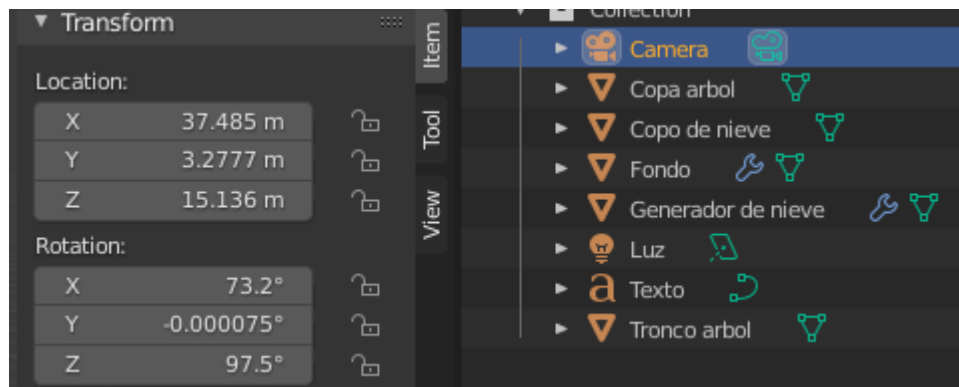 Transform
Location:
X 37.485 m
Y 3.2777 m
Z 15.136 m
Rotation:
X 73.2°
Y -0.000075°
Z 97.5°
Item
Tool
View
Collection
Camera
Copa arbol
Copo de nieve
Fondo
Generador de nieve
Luz
a Texto
Tronco arbol